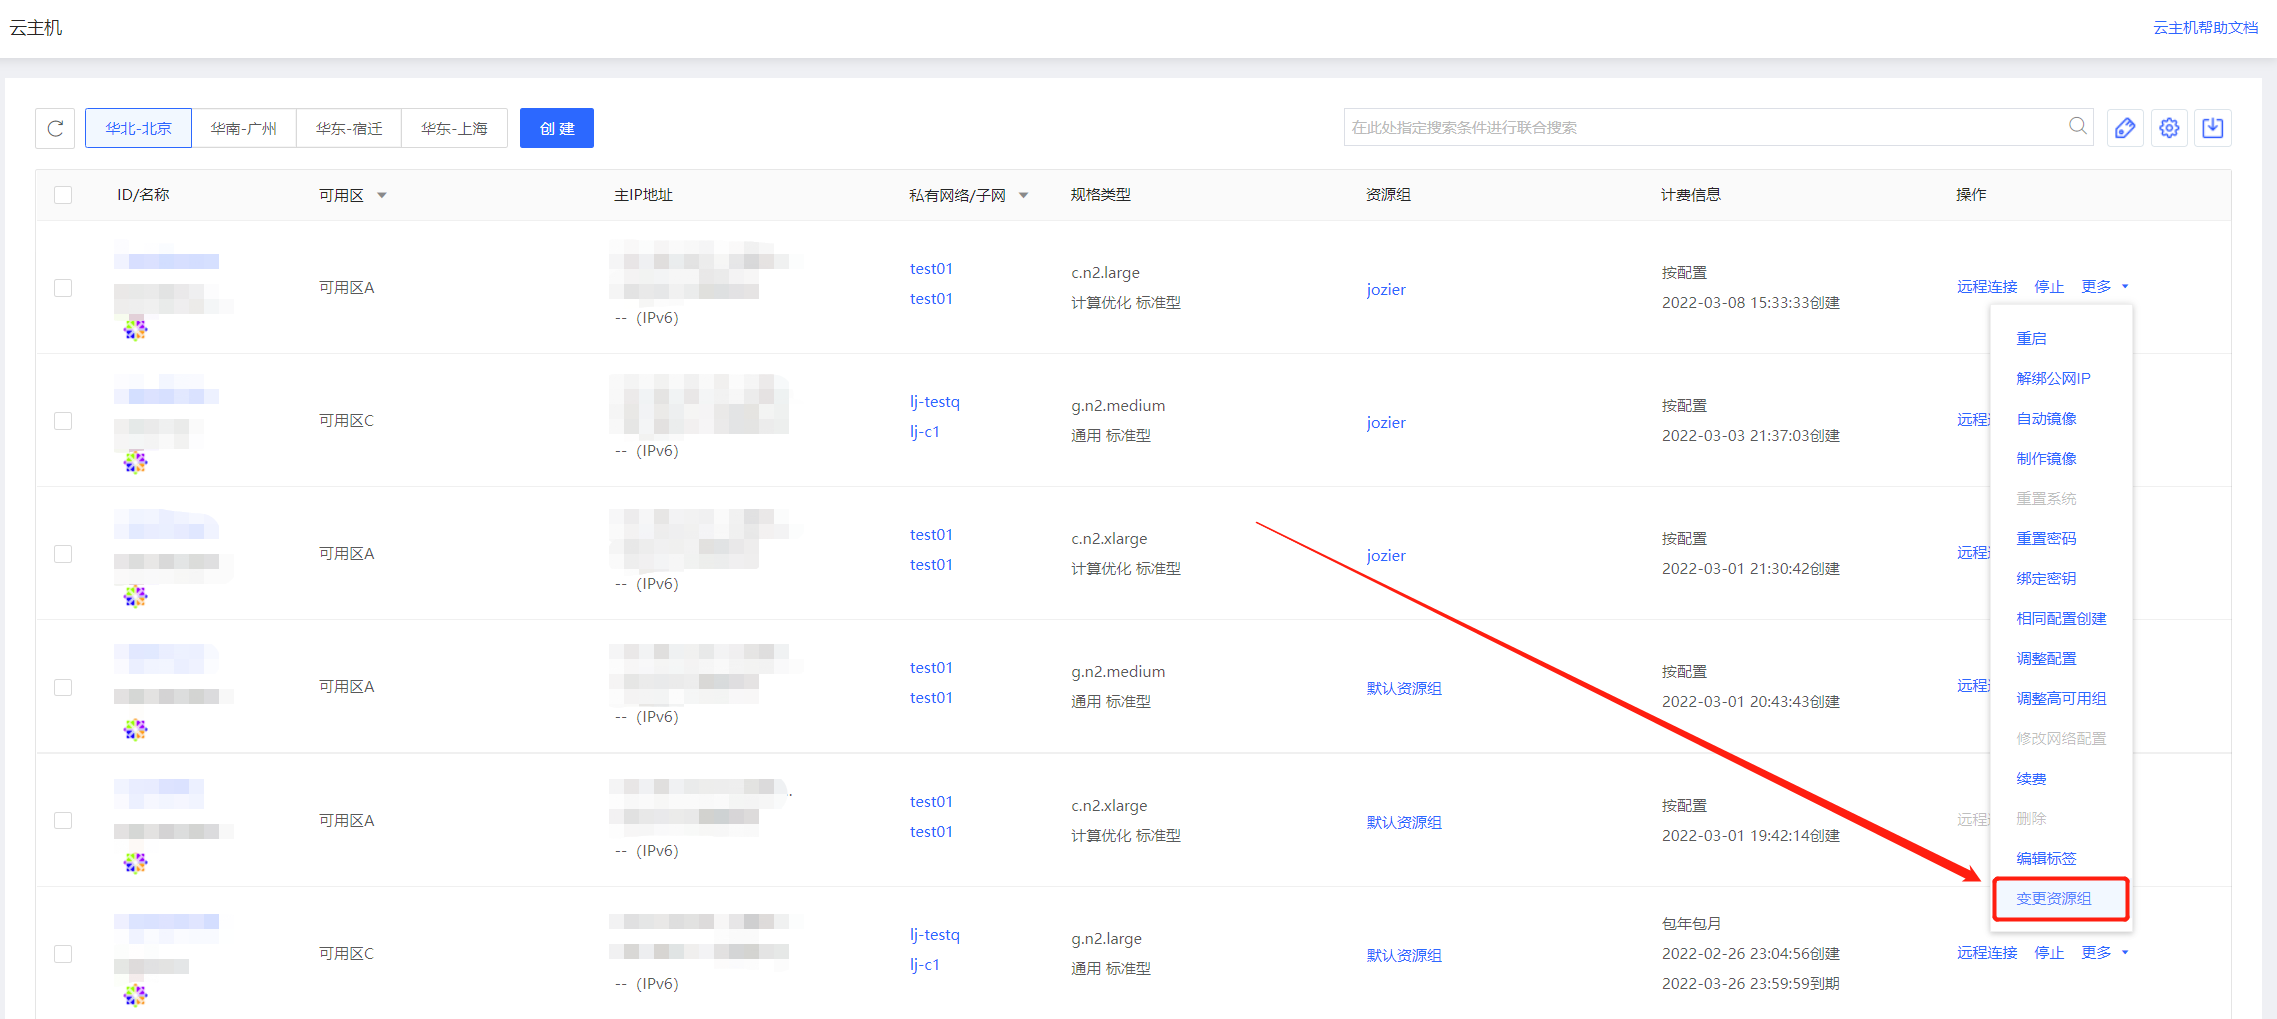 云主机
云主机帮助文档
华北-北京 华南-广州 华东-宿迁 华东-上海 创 建
在此处指定搜索条件进行联合搜索
ID/名称 可用区 主IP地址 私有网络/子网 规格类型 资源组 计费信息 操作
可用区A
-- (IPv6)
test01
test01
c.n2.large
计算优化 标准型
jozier
按配置
2022-03-08 15:33:33创建
远程连接 停止 更多
可用区C
-- (IPv6)
lj-testq
lj-c1
g.n2.medium
通用 标准型
jozier
按配置
2022-03-03 21:37:03创建
远程
可用区A
-- (IPv6)
test01
test01
c.n2.xlarge
计算优化 标准型
jozier
按配置
2022-03-01 21:30:42创建
远程
可用区A
-- (IPv6)
test01
test01
g.n2.medium
通用 标准型
默认资源组
按配置
2022-03-01 20:43:43创建
远程
可用区A
-- (IPv6)
test01
test01
c.n2.xlarge
计算优化 标准型
默认资源组
按配置
2022-03-01 19:42:14创建
远程
可用区C
-- (IPv6)
lj-testq
lj-c1
g.n2.large
通用 标准型
默认资源组
包年包月
2022-02-26 23:04:56创建
2022-03-26 23:59:59到期
远程连接 停止 更多
重启
解绑公网IP
自动镜像
制作镜像
重置系统
重置密码
绑定密钥
相同配置创建
调整配置
调整高可用组
修改网络配置
续费
删除
编辑标签
变更资源组